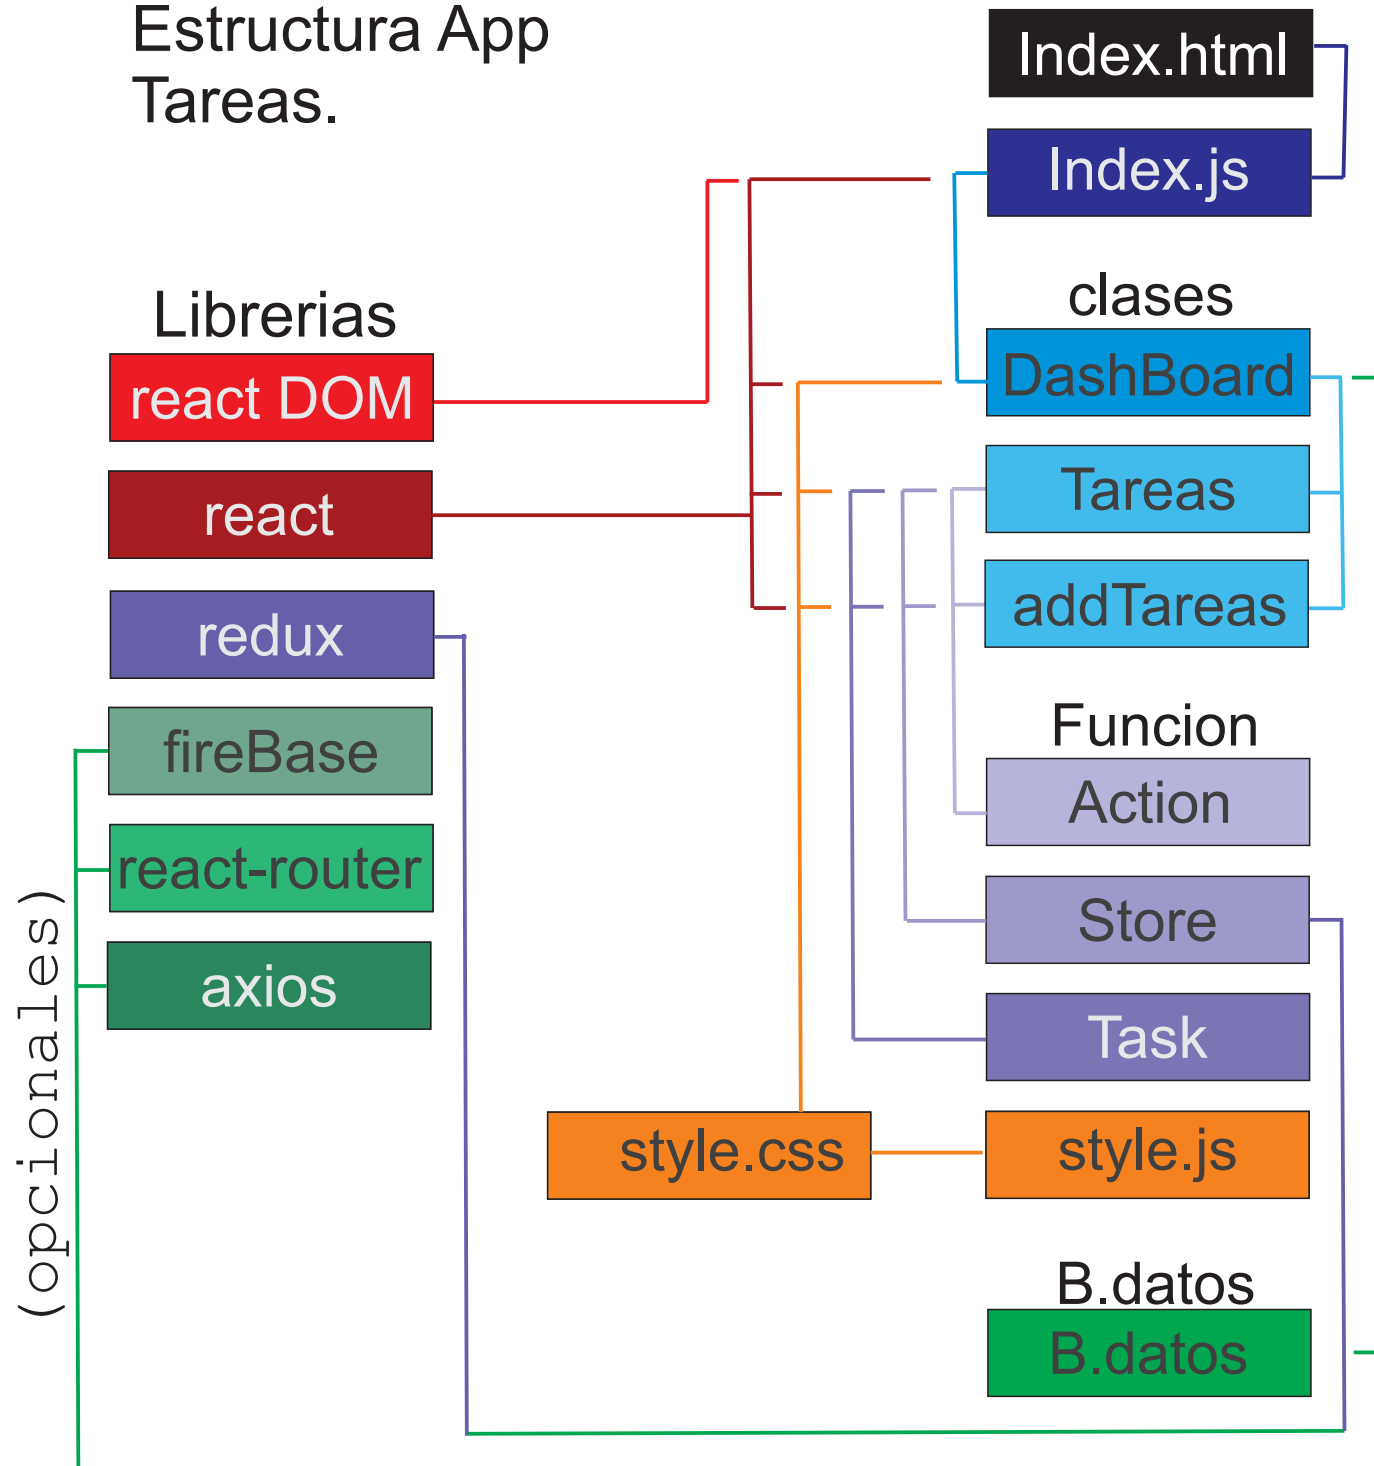 Estructura App
Tareas.
Index.html
Index.js
clases
DashBoard
Tareas
addTareas
Funcion
Action
Store
Task
style.css
style.js
B.datos
B.datos
Librerias
react DOM
react
redux
fireBase
react-router
axios
(opcionales)